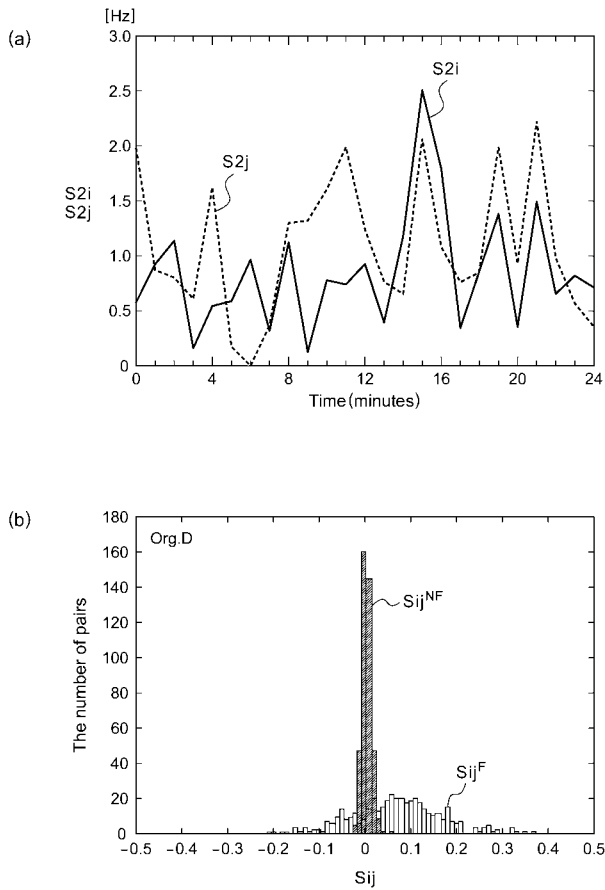 (a)
[Hz]
3.0
2.5
2.0
1.5
1.0
0.5
0
S2i
S2j
S2i
S2j
0 4 8 12 16 20 24
Time(minutes)
(b)
180
160
140
120
100
80
60
40
20
0
The number of pairs
Org.D
Sij^NF
Sij^F
−0.5 −0.4 −0.3 −0.2 −0.1 0 0.1 0.2 0.3 0.4 0.5
Sij